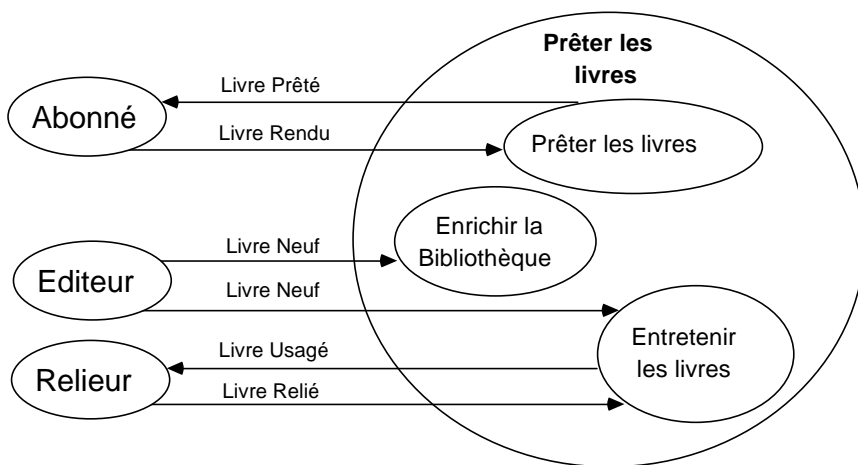 Prêter les
livres
Livre Prêté
Abonné
Livre Rendu
Prêter les livres
Enrichir la
Bibliothèque
Livre Neuf
Editeur
Livre Neuf
Entretenir
les livres
Livre Usagé
Relieur
Livre Relié